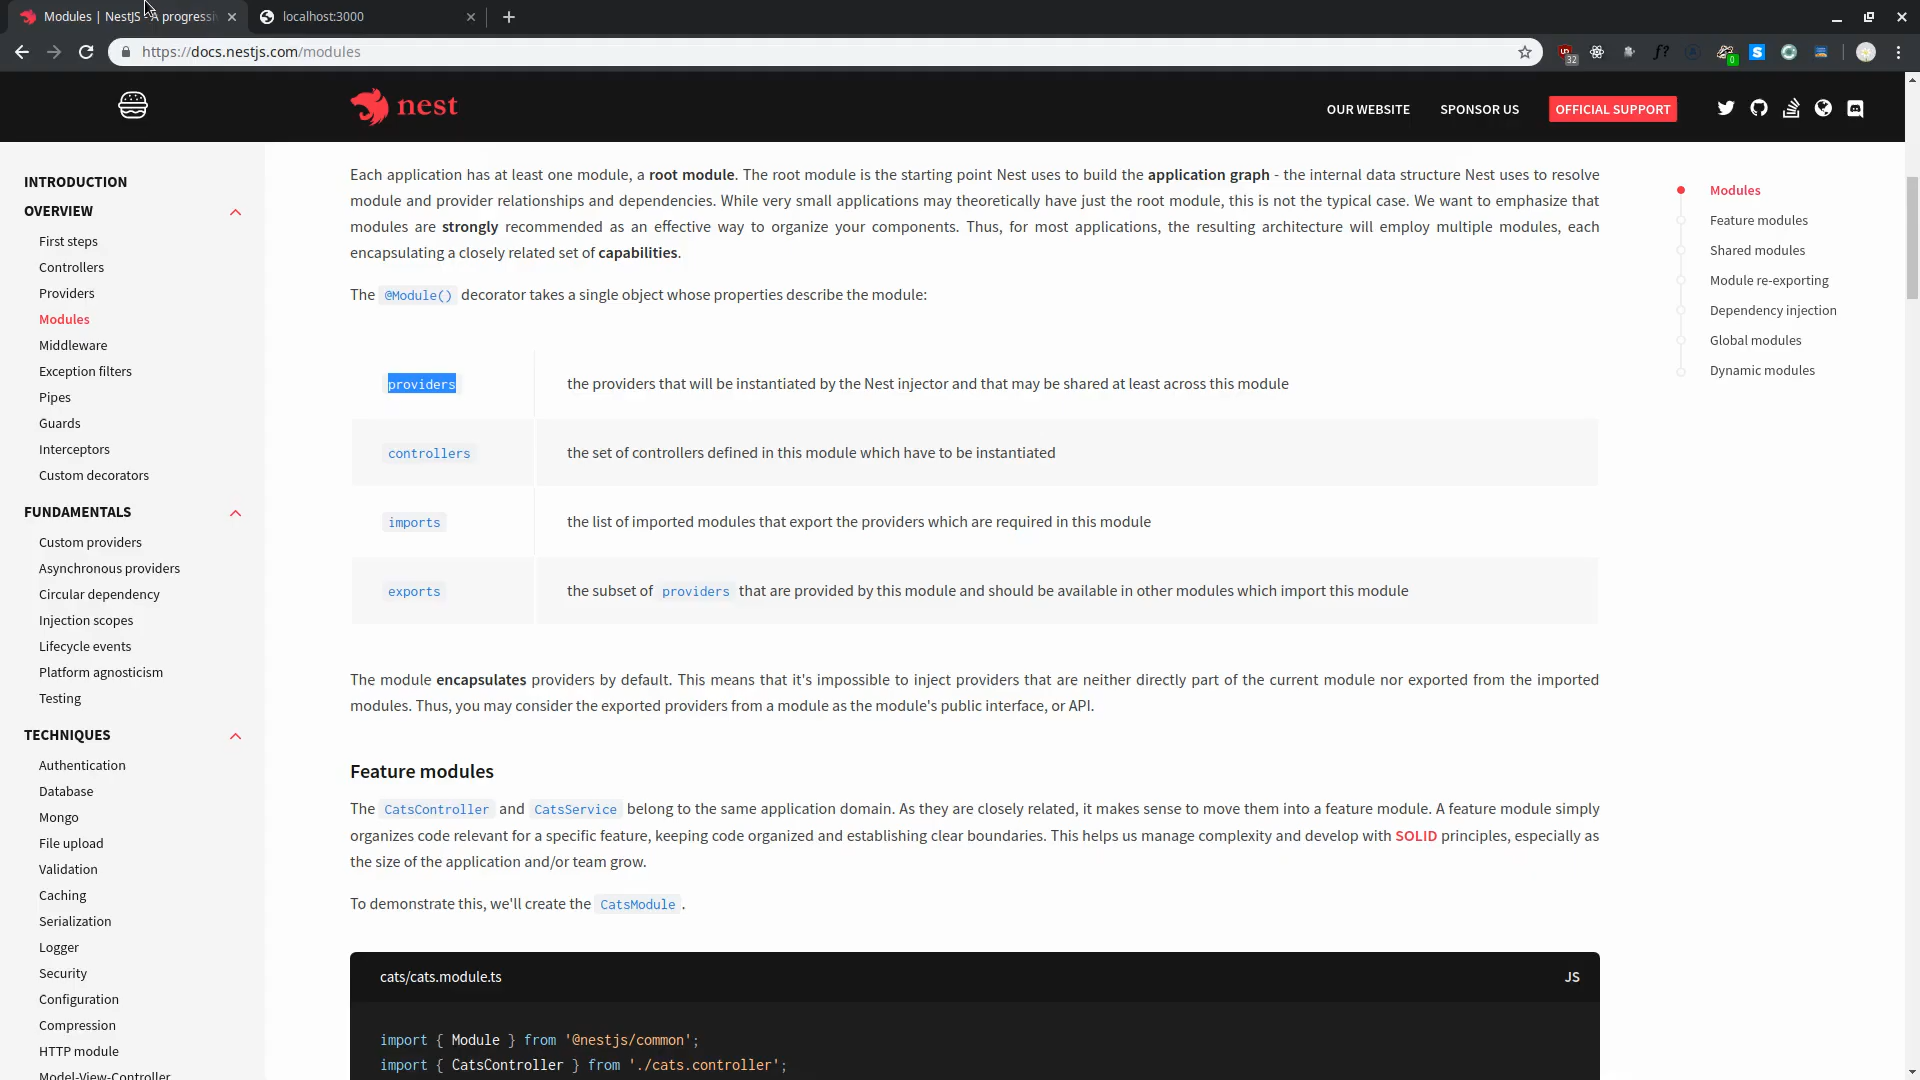 Modules | NestJS - A progressi
localhost:3000
https://docs.nestjs.com/modules
32
f?
0
S
nest
OUR WEBSITE
SPONSOR US
OFFICIAL SUPPORT
INTRODUCTION
OVERVIEW
First steps
Controllers
Providers
Modules
Middleware
Exception filters
Pipes
Guards
Interceptors
Custom decorators
FUNDAMENTALS
Custom providers
Asynchronous providers
Circular dependency
Injection scopes
Lifecycle events
Platform agnosticism
Testing
TECHNIQUES
Authentication
Database
Mongo
File upload
Validation
Caching
Serialization
Logger
Security
Configuration
Compression
HTTP module
Model-View-Controller
Each application has at least one module, a root module. The root module is the starting point Nest uses to build the application graph - the internal data structure Nest uses to resolve
module and provider relationships and dependencies. While very small applications may theoretically have just the root module, this is not the typical case. We want to emphasize that
modules are strongly recommended as an effective way to organize your components. Thus, for most applications, the resulting architecture will employ multiple modules, each
encapsulating a closely related set of capabilities.
The @Module() decorator takes a single object whose properties describe the module:
providers the providers that will be instantiated by the Nest injector and that may be shared at least across this module
controllers the set of controllers defined in this module which have to be instantiated
imports the list of imported modules that export the providers which are required in this module
exports the subset of providers that are provided by this module and should be available in other modules which import this module
The module encapsulates providers by default. This means that it's impossible to inject providers that are neither directly part of the current module nor exported from the imported
modules. Thus, you may consider the exported providers from a module as the module's public interface, or API.
Feature modules
The CatsController and CatsService belong to the same application domain. As they are closely related, it makes sense to move them into a feature module. A feature module simply
organizes code relevant for a specific feature, keeping code organized and establishing clear boundaries. This helps us manage complexity and develop with SOLID principles, especially as
the size of the application and/or team grow.
To demonstrate this, we'll create the CatsModule.
cats/cats.module.ts
JS
import { Module } from '@nestjs/common';
import { CatsController } from './cats.controller';
Modules
Feature modules
Shared modules
Module re-exporting
Dependency injection
Global modules
Dynamic modules